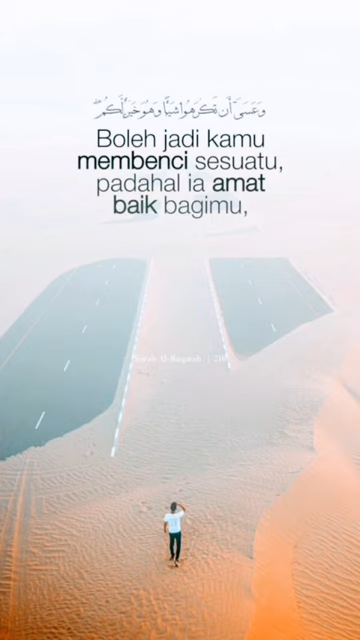 وَعَسَىٰٓ أَن تَكْرَهُوا۟ شَيْـًٔا وَهُوَ خَيْرٌ لَّكُمْ ۖ
Boleh jadi kamu
membenci sesuatu,
padahal ia amat
baik bagimu,
Surah Al-Baqarah | 216